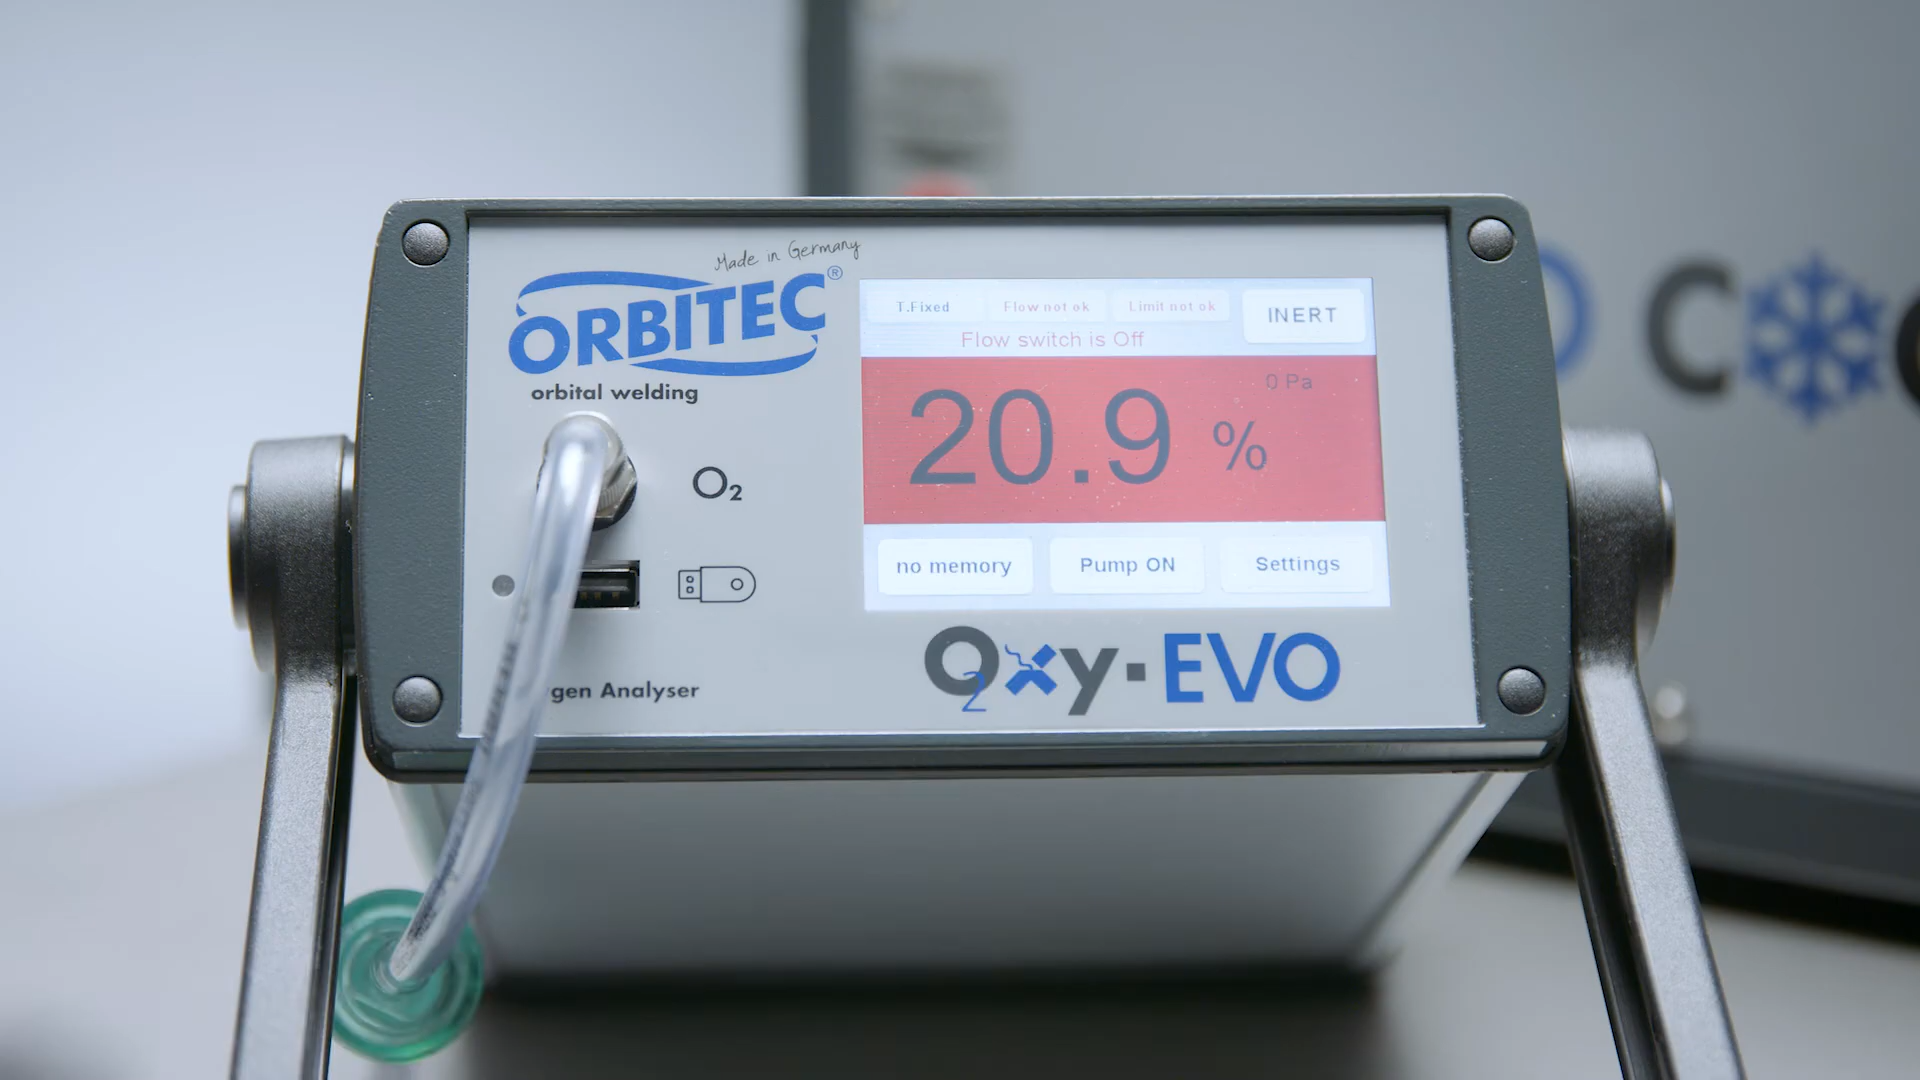 Made in Germany
ORBITEC®
orbital welding
O₂
gen Analyser
T.Fixed
Flow not ok
Limit not ok
INERT
Flow switch is Off
0 Pa
20.9 %
no memory
Pump ON
Settings
O₂xy·EVO